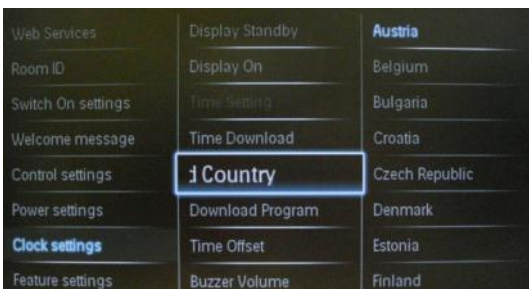 Web Services
Room ID
Switch On settings
Welcome message
Control settings
Power settings
Clock settings
Feature settings
Display Standby
Display On
Time Setting
Time Download
d Country
Download Program
Time Offset
Buzzer Volume
Austria
Belgium
Bulgaria
Croatia
Czech Republic
Denmark
Estonia
Finland